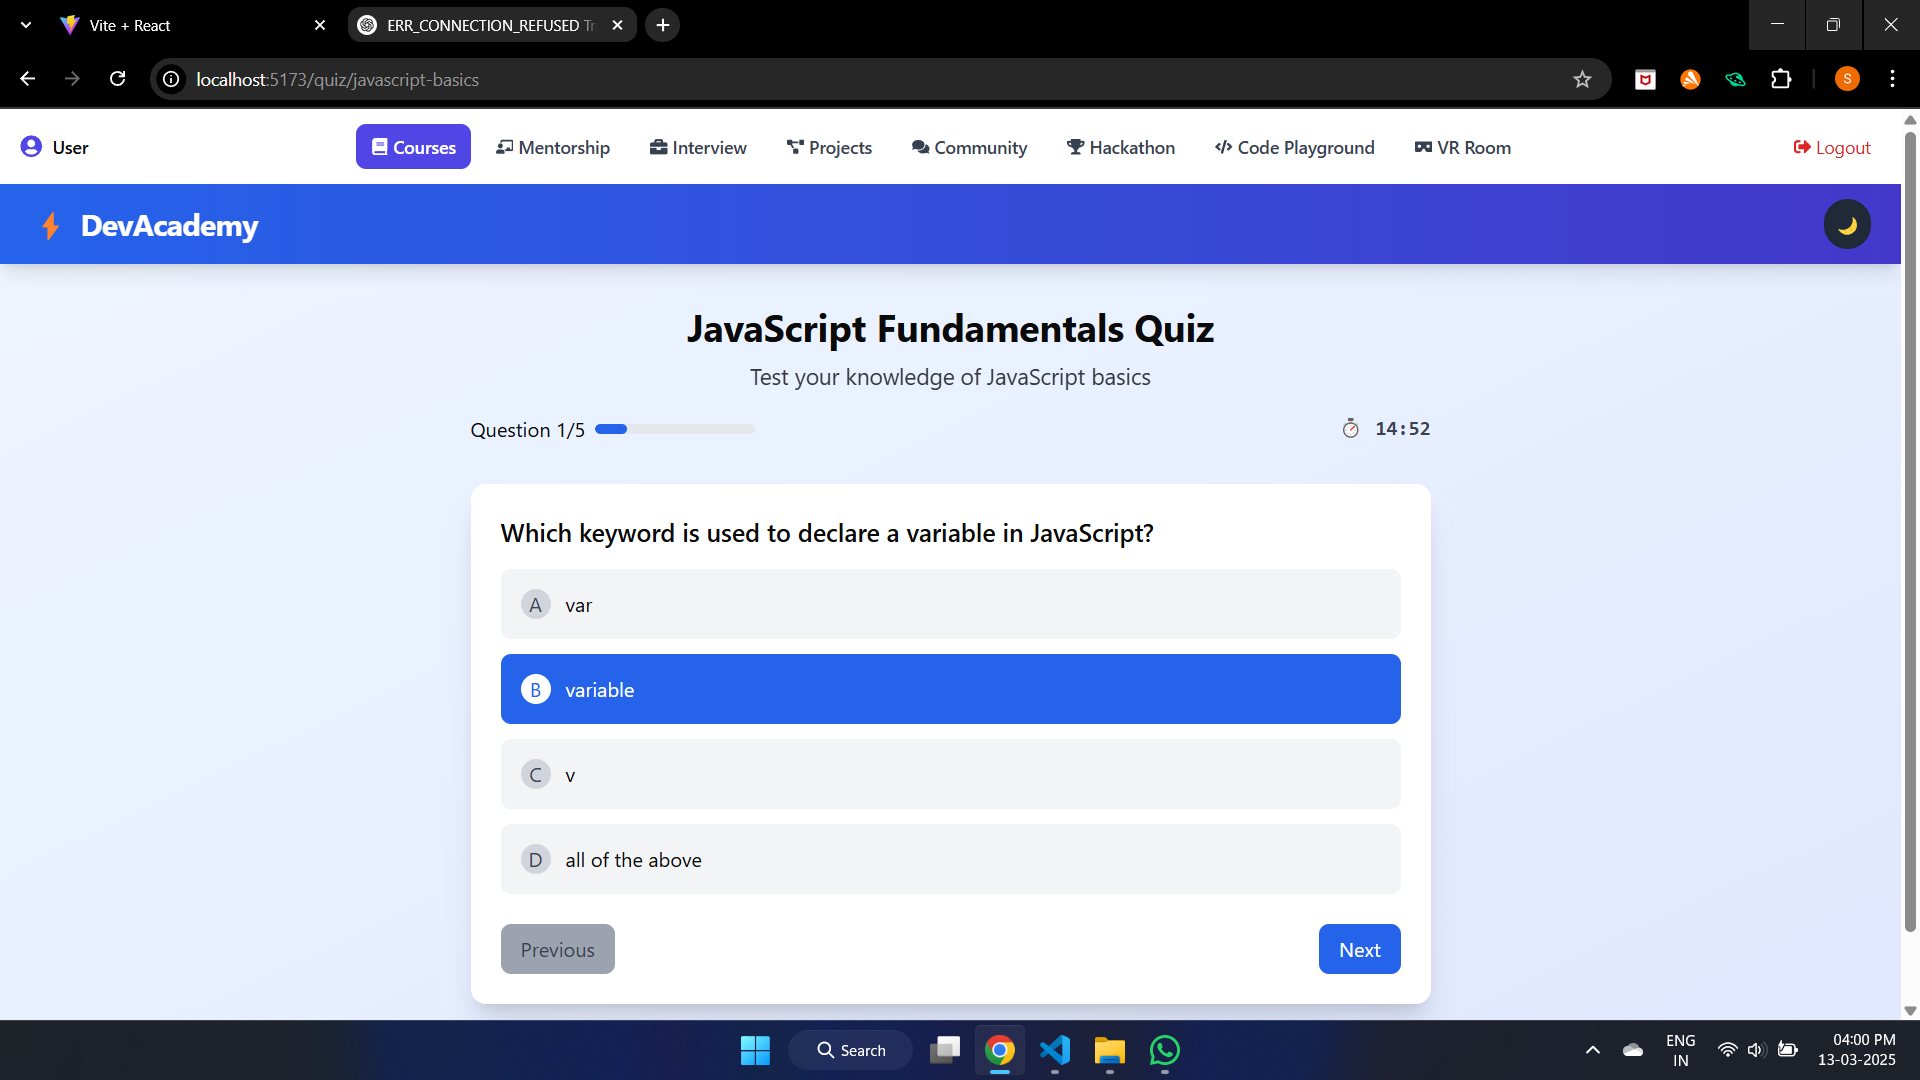 Vite + React
ERR_CONNECTION_REFUSED
localhost:5173/quiz/javascript-basics
S
User
Courses
Mentorship
Interview
Projects
Community
Hackathon
Code Playground
VR Room
Logout
DevAcademy
JavaScript Fundamentals Quiz
Test your knowledge of JavaScript basics
Question 1/5
14:52
Which keyword is used to declare a variable in JavaScript?
A var
B variable
C v
D all of the above
Previous
Next
Search
ENG
IN
04:00 PM
13-03-2025